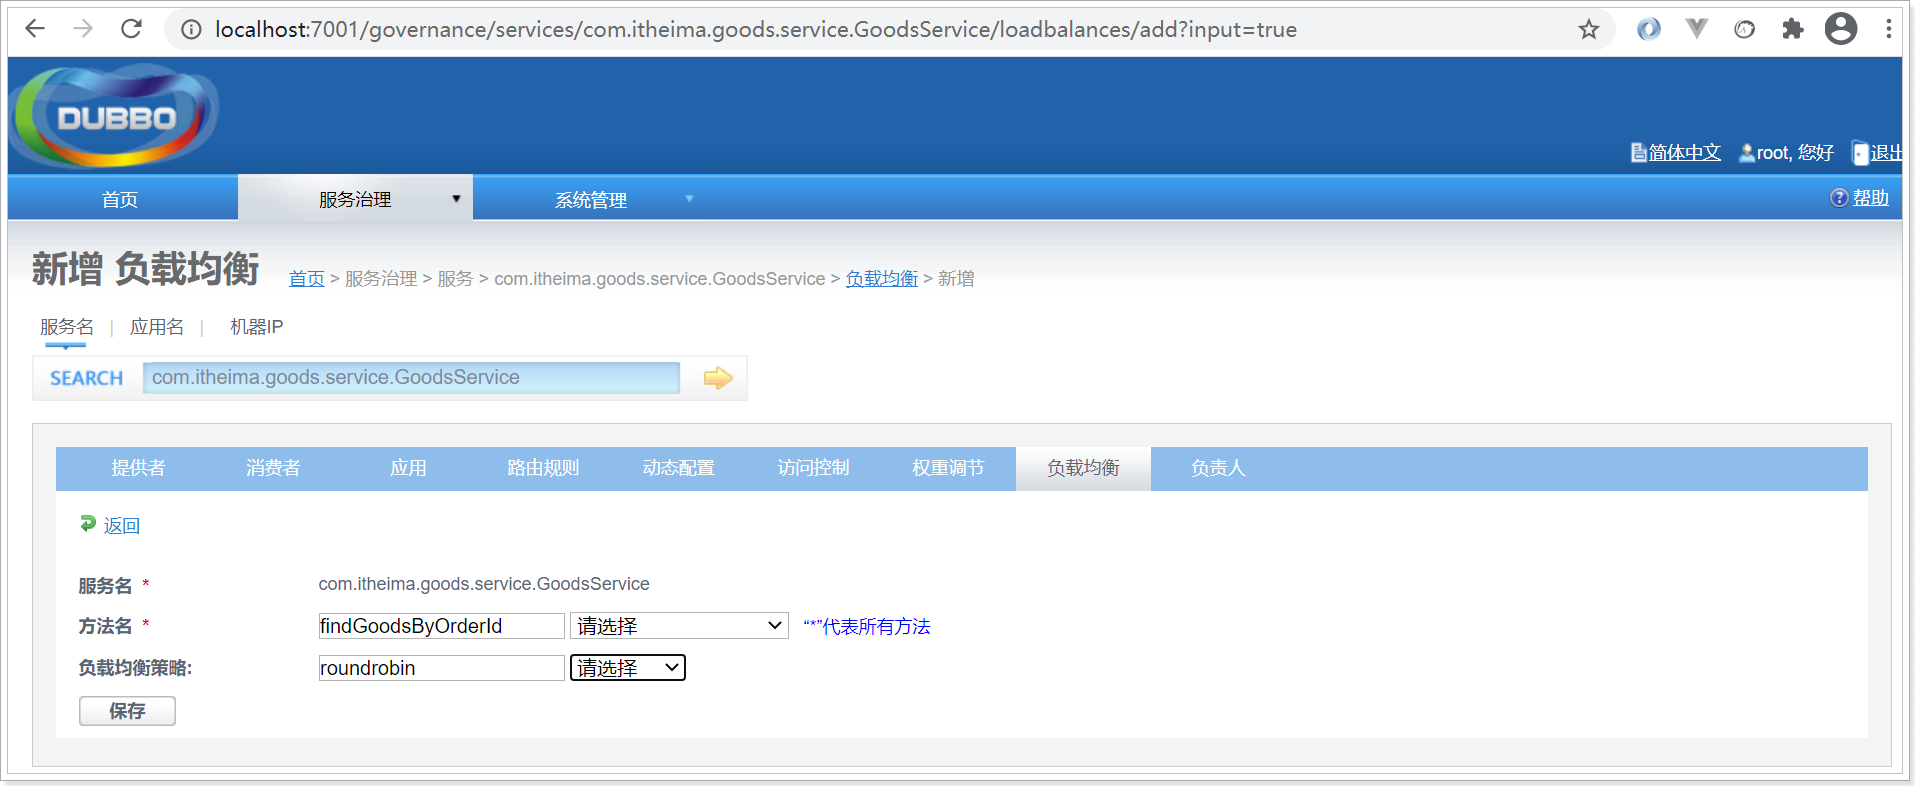 localhost:7001/governance/services/com.itheima.goods.service.GoodsService/loadbalances/add?input=true
DUBBO
简体中文 root, 您好 退出
首页 服务治理 系统管理 帮助
新增 负载均衡 首页 > 服务治理 > 服务 > com.itheima.goods.service.GoodsService > 负载均衡 > 新增
服务名 | 应用名 | 机器IP
SEARCH com.itheima.goods.service.GoodsService
提供者 消费者 应用 路由规则 动态配置 访问控制 权重调节 负载均衡 负责人
返回
服务名 * com.itheima.goods.service.GoodsService
方法名 * findGoodsByOrderId 请选择 “*”代表所有方法
负载均衡策略: roundrobin 请选择
保存